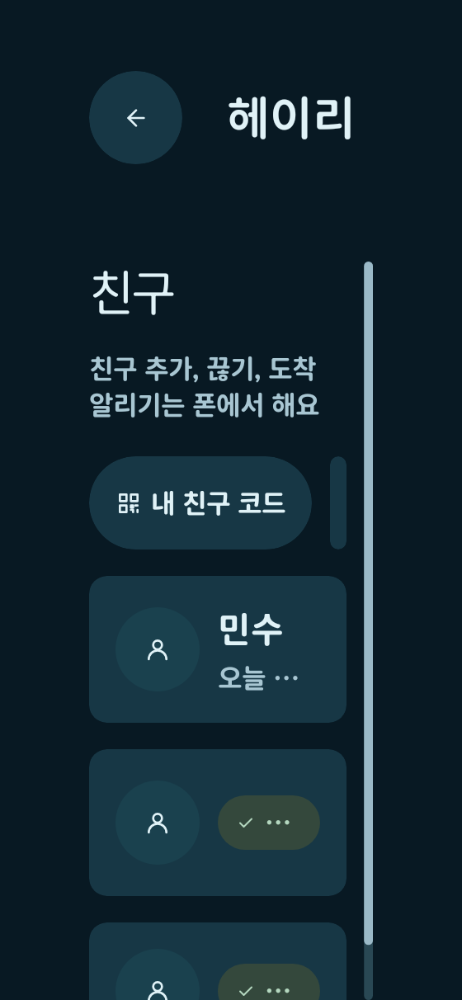 헤이리
친구
친구 추가, 끊기, 도착
알리기는 폰에서 해요
내 친구 코드
민수
오늘 ···
···
···